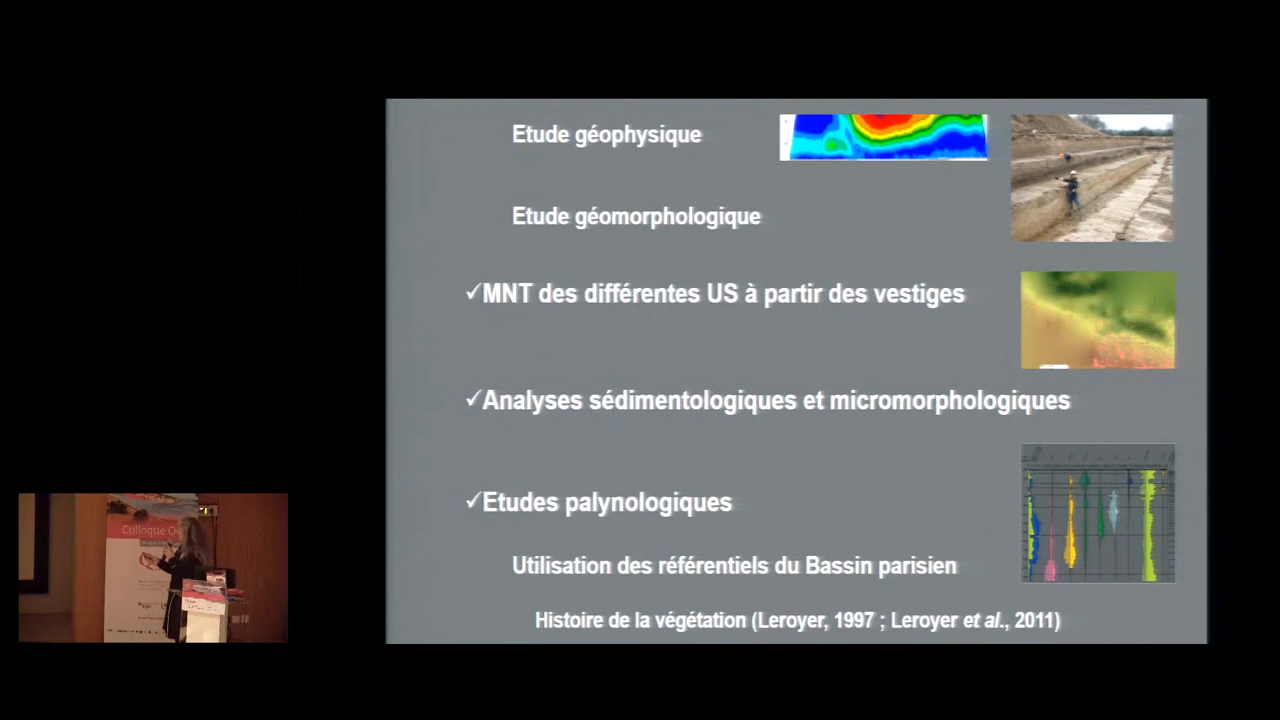 Etude géophysique
Etude géomorphologique
✓MNT des différentes US à partir des vestiges
✓Analyses sédimentologiques et micromorphologiques
✓Etudes palynologiques
Utilisation des référentiels du Bassin parisien
Histoire de la végétation (Leroyer, 1997 ; Leroyer et al., 2011)
Colloque